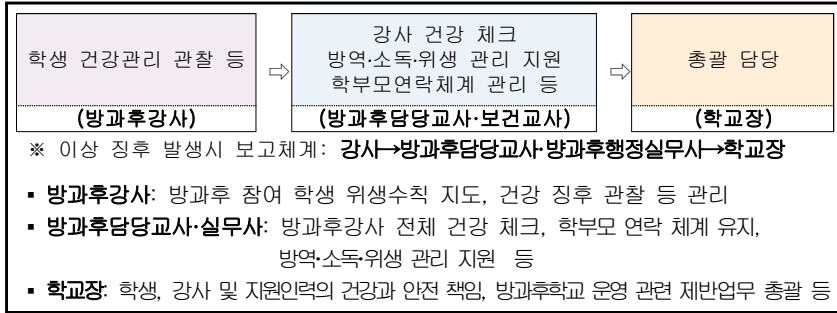 학생 건강관리 관찰 등
(방과후강사)
⇨
강사 건강 체크
방역·소독·위생 관리 지원
학부모연락체계 관리 등
(방과후담당교사·보건교사)
⇨
총괄 담당
(학교장)
※ 이상 징후 발생시 보고체계: 강사→방과후담당교사·뱡과후행정실무사→학교장
▪ 방과후강사: 방과후 참여 학생 위생수칙 지도, 건강 징후 관찰 등 관리
▪ 방과후담당교사·실무사: 방과후강사 전체 건강 체크, 학부모 연락 체계 유지,
방역·소독·위생 관리 지원 등
▪ 학교장: 학생, 강사 및 지원인력의 건강과 안전 책임, 방과후학교 운영 관련 제반업무 총괄 등